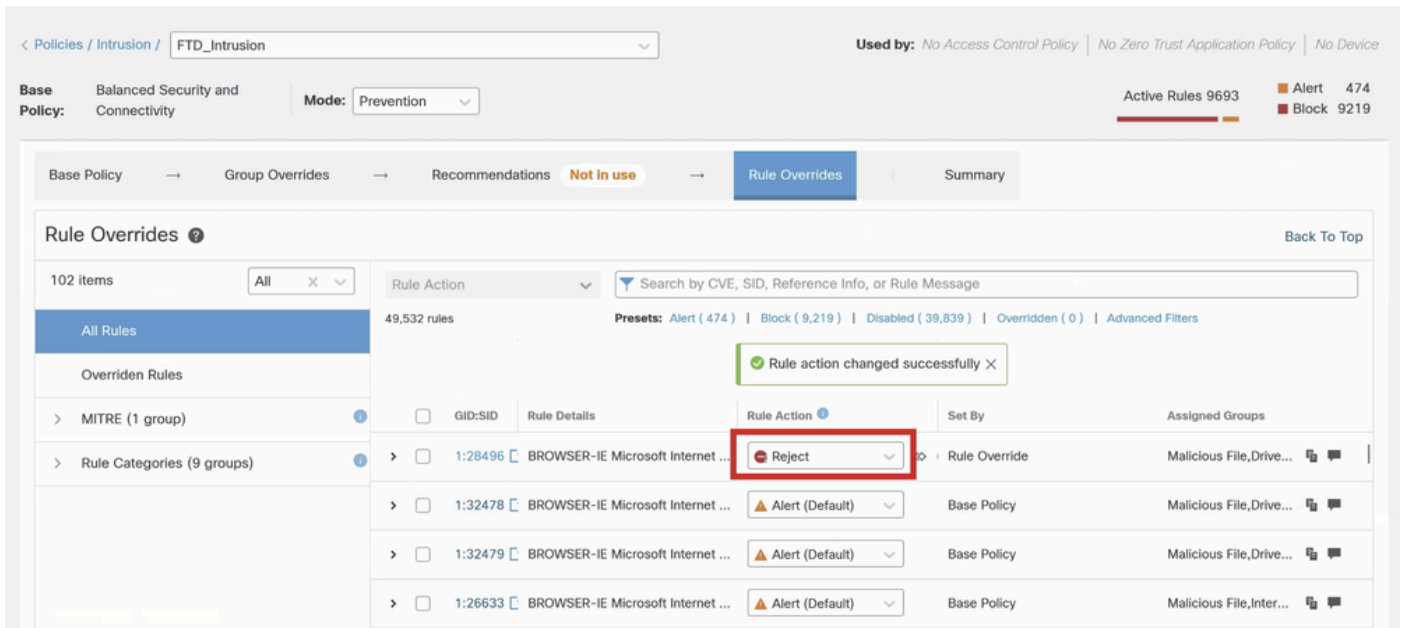 < Policies / Intrusion / FTD_Intrusion
Used by: No Access Control Policy | No Zero Trust Application Policy | No Device
Base Policy: Balanced Security and Connectivity
Mode: Prevention
Active Rules 9693
Alert 474
Block 9219
Base Policy → Group Overrides → Recommendations Not in use → Rule Overrides | Summary
Rule Overrides ?
Back To Top
102 items All
All Rules
Overriden Rules
MITRE (1 group)
Rule Categories (9 groups)
Rule Action
Search by CVE, SID, Reference Info, or Rule Message
49,532 rules
Presets: Alert ( 474 ) | Block ( 9,219 ) | Disabled ( 39,839 ) | Overridden ( 0 ) | Advanced Filters
Rule action changed successfully
GID:SID Rule Details Rule Action Set By Assigned Groups
1:28496 BROWSER-IE Microsoft Internet ... Reject Rule Override Malicious File,Drive...
1:32478 BROWSER-IE Microsoft Internet ... Alert (Default) Base Policy Malicious File,Drive...
1:32479 BROWSER-IE Microsoft Internet ... Alert (Default) Base Policy Malicious File,Drive...
1:26633 BROWSER-IE Microsoft Internet ... Alert (Default) Base Policy Malicious File,Inter...